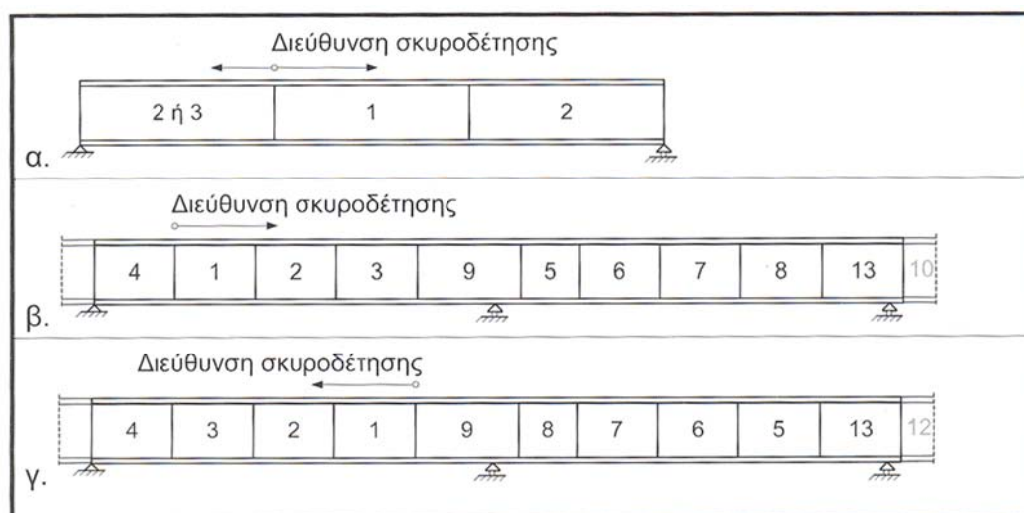 Διεύθυνση σκυροδέτησης
2 ή 3 1 2
α.
Διεύθυνση σκυροδέτησης
4 1 2 3 9 5 6 7 8 13 10
β.
Διεύθυνση σκυροδέτησης
4 3 2 1 9 8 7 6 5 13 12
γ.